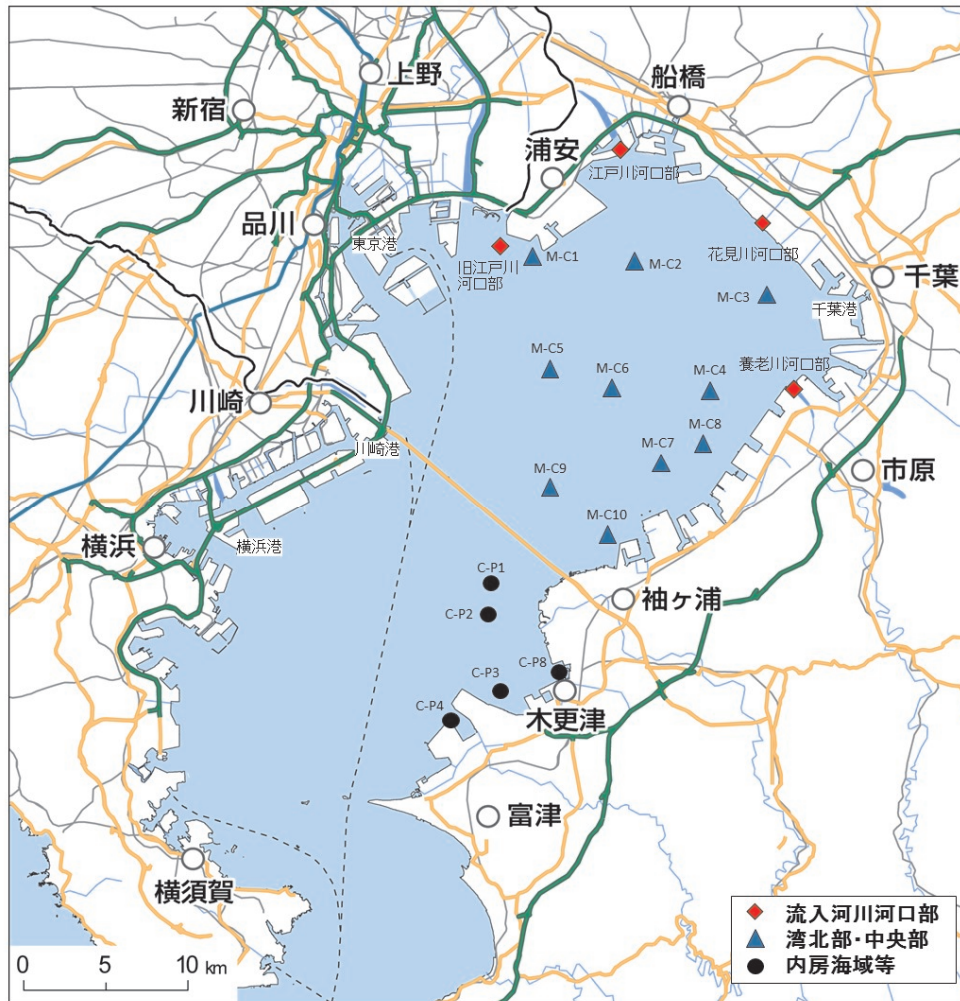 上野
船橋
新宿
浦安
江戸川河口部
品川
東京港
旧江戸川
河口部
M-C1
M-C2
花見川河口部
千葉
M-C3
千葉港
M-C5
M-C6
M-C4
養老川河口部
川崎
川崎港
M-C8
M-C7
市原
M-C9
M-C10
横浜
横浜港
C-P1
袖ヶ浦
C-P2
C-P8
C-P3
C-P4
木更津
富津
横須賀
0 5 10 km
流入河川河口部
湾北部・中央部
内房海域等